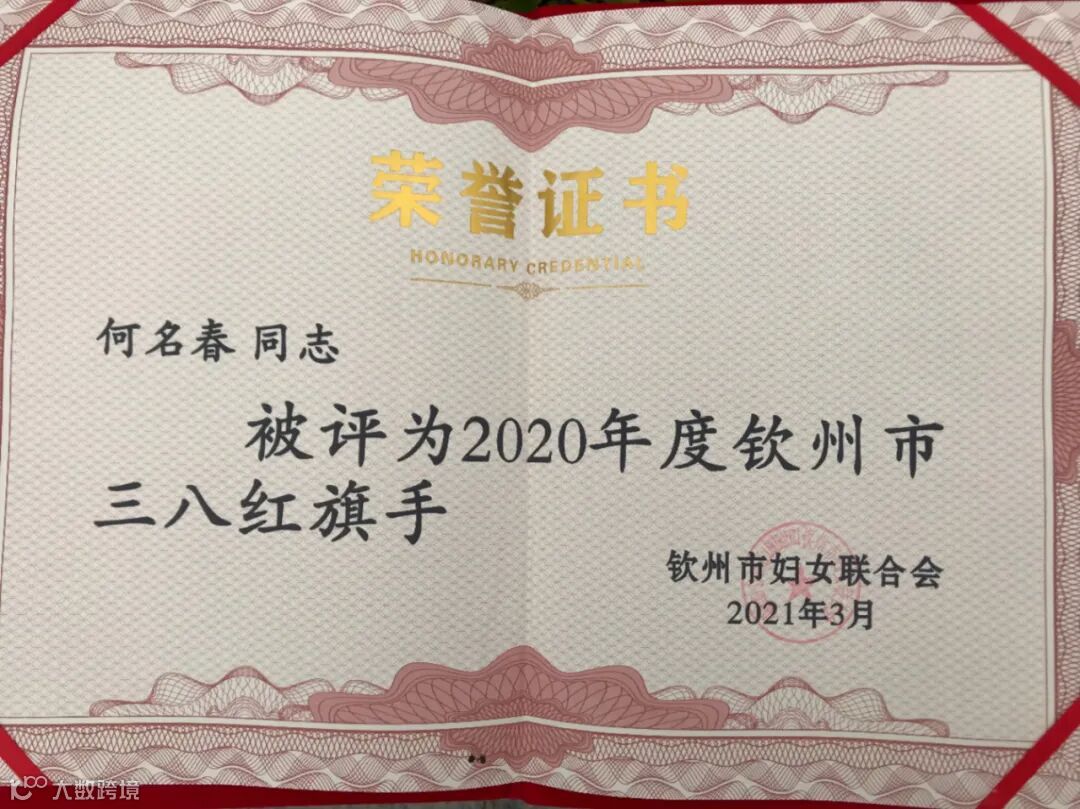 荣誉证书
HONORARY CREDENTIAL
何名春 同志
被评为2020年度钦州市
三八红旗手
钦州市妇女联合会
2021年3月
大数跨境